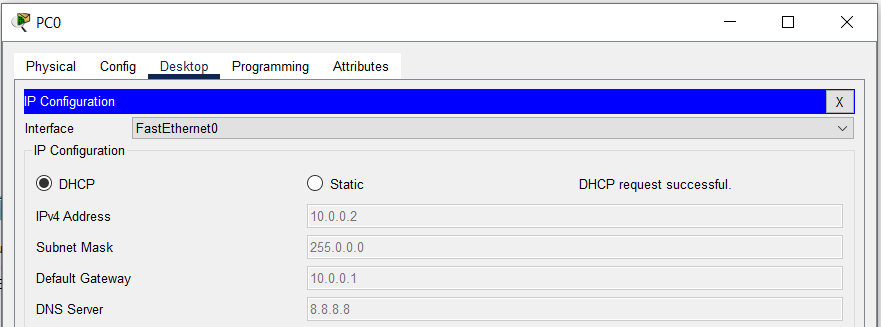 PC0
Physical Config Desktop Programming Attributes
IP Configuration X
Interface FastEthernet0
IP Configuration
DHCP Static DHCP request successful.
IPv4 Address 10.0.0.2
Subnet Mask 255.0.0.0
Default Gateway 10.0.0.1
DNS Server 8.8.8.8